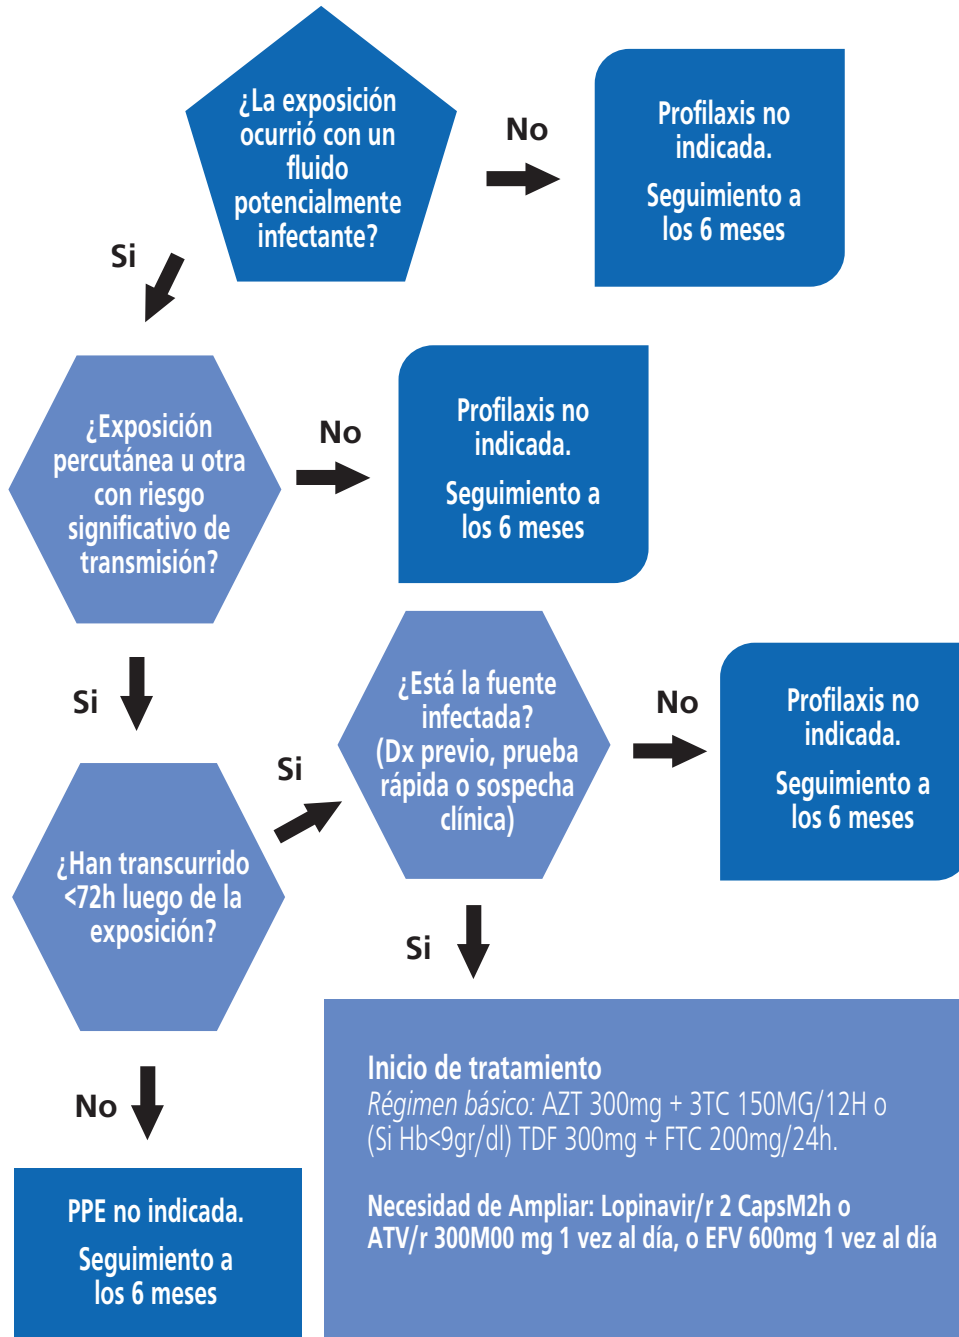 ¿La exposición
ocurrió con un
fluido
potencialmente
infectante?
No
Profilaxis no
indicada.
Seguimiento a
los 6 meses
Si
¿Exposición
percutánea u otra
con riesgo
significativo de
transmisión?
No
Profilaxis no
indicada.
Seguimiento a
los 6 meses
Si
¿Han transcurrido
<72h luego de la
exposición?
Si
¿Está la fuente
infectada?
(Dx previo, prueba
rápida o sospecha
clínica)
No
Profilaxis no
indicada.
Seguimiento a
los 6 meses
Si
Inicio de tratamiento
Régimen básico: AZT 300mg + 3TC 150MG/12H o
(Si Hb<9gr/dl) TDF 300mg + FTC 200mg/24h.
Necesidad de Ampliar: Lopinavir/r 2 CapsM2h o
ATV/r 300M00 mg 1 vez al día, o EFV 600mg 1 vez al día
No
PPE no indicada.
Seguimiento a
los 6 meses